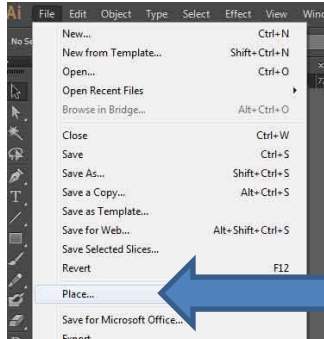 Ai File Edit Object Type Select Effect View
No Se
New... Ctrl+N
New from Template... Shift+Ctrl+N
Open... Ctrl+O
Open Recent Files
Browse in Bridge... Alt+Ctrl+O
Close Ctrl+W
Save Ctrl+S
Save As... Shift+Ctrl+S
Save a Copy... Alt+Ctrl+S
Save as Template...
Save for Web... Alt+Shift+Ctrl+S
Save Selected Slices...
Revert F12
Place...
Save for Microsoft Office...